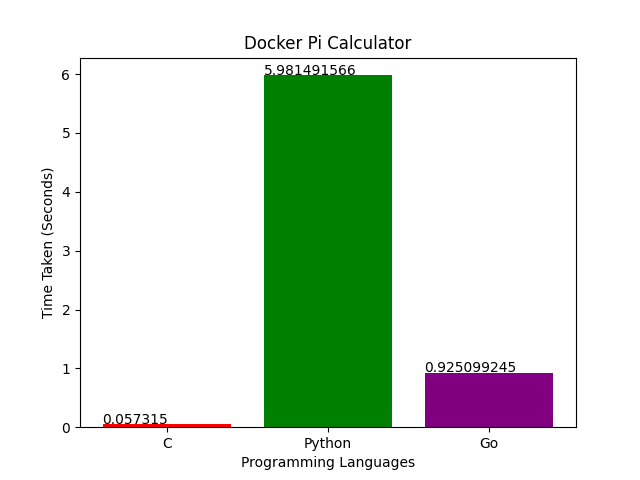 Docker Pi Calculator
6
5
4
3
2
1
0
Time Taken (Seconds)
0.057315
5.981491566
0.925099245
C
Python
Go
Programming Languages